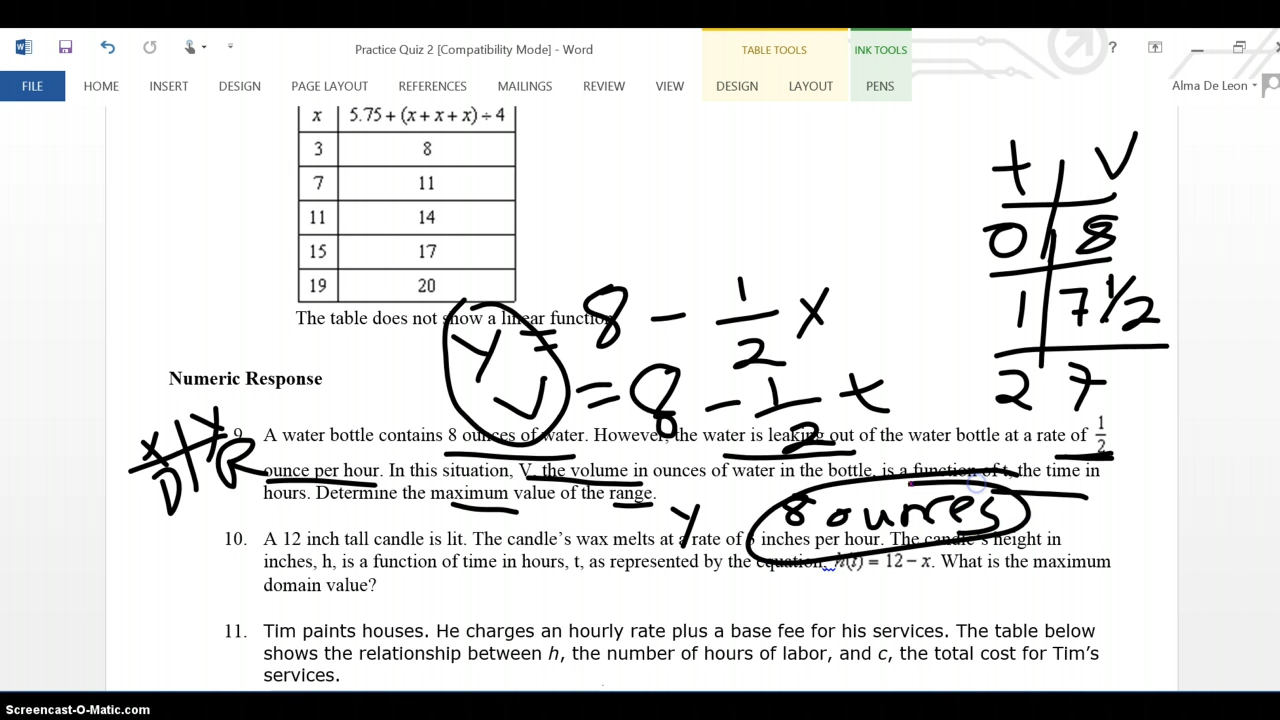 Practice Quiz 2 [Compatibility Mode] - Word
TABLE TOOLS
INK TOOLS
?
FILE
HOME
INSERT
DESIGN
PAGE LAYOUT
REFERENCES
MAILINGS
REVIEW
VIEW
DESIGN
LAYOUT
PENS
Alma De Leon
x 5.75 + (x + x + x) ÷ 4
3 8
7 11
11 14
15 17
19 20
The table does not show a linear function
t V
0 8
1 7 1/2
2 7
y = 8 - 1/2 x
V = 8 - 1/2 t
Numeric Response
x y
D R
9. A water bottle contains 8 ounces of water. However, the water is leaking out of the water bottle at a rate of 1/2
ounce per hour. In this situation, V, the volume in ounces of water in the bottle, is a function of t, the time in
hours. Determine the maximum value of the range.
y
8 ounces
10. A 12 inch tall candle is lit. The candle's wax melts at a rate of inches per hour. The candle's height in
inches, h, is a function of time in hours, t, as represented by the equation, h(t) = 12 – x. What is the maximum
domain value?
11. Tim paints houses. He charges an hourly rate plus a base fee for his services. The table below
shows the relationship between h, the number of hours of labor, and c, the total cost for Tim's
services.
Screencast-O-Matic.com